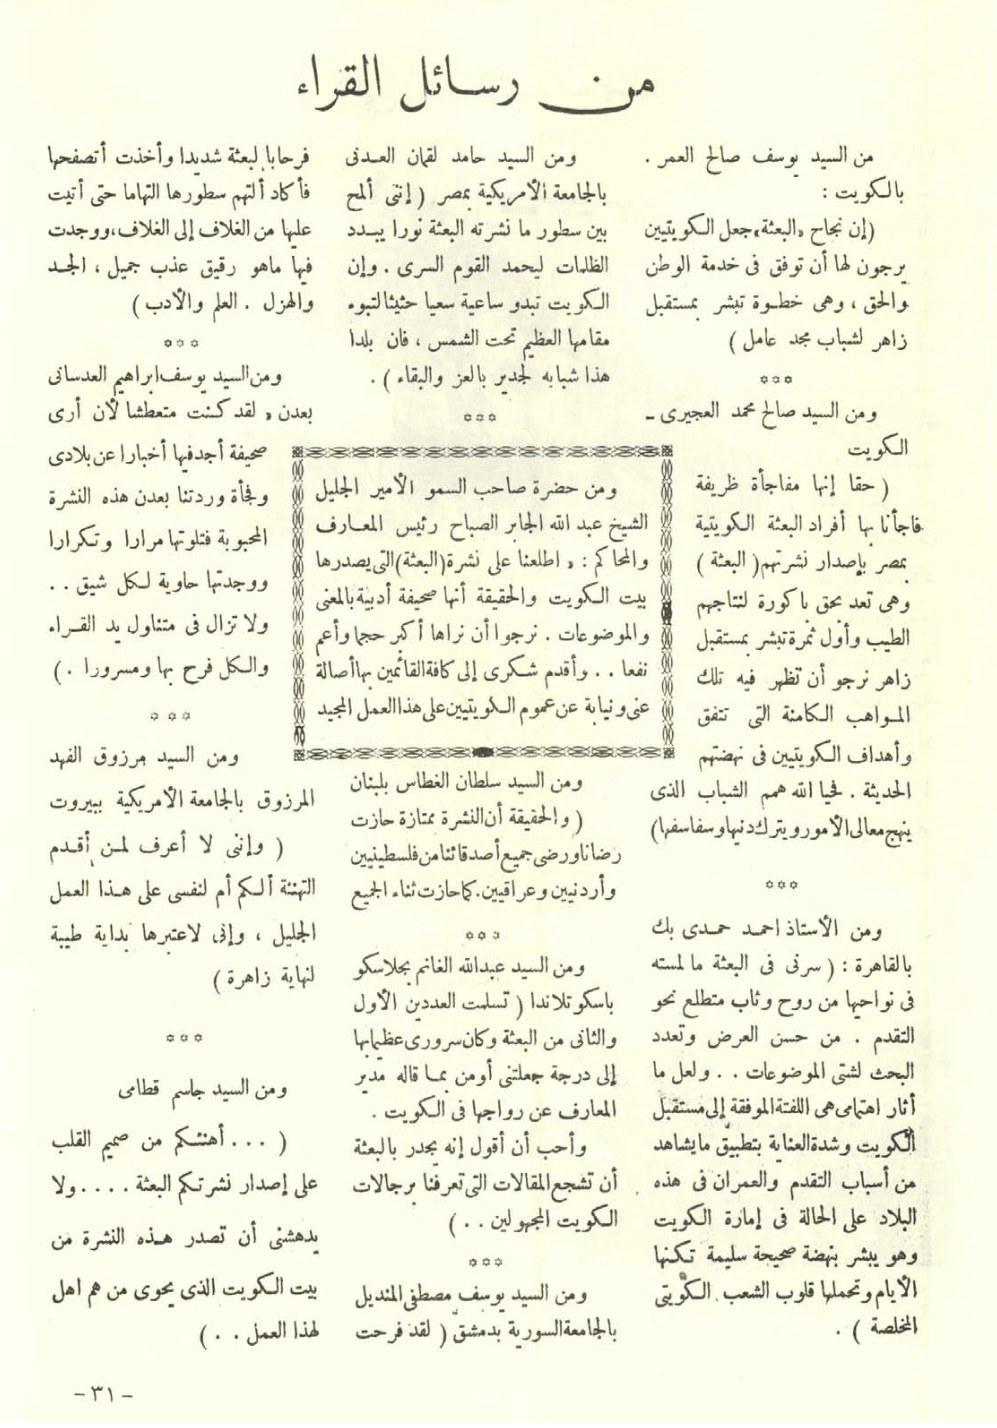 من رسائل القراء
من السيد يوسف صالح العمر .
بالكويت :
(إن نجاح «البعثة» جعل الكويتيين
يرجون لها أن توفق فى خدمة الوطن
والحق ، وهى خطوة تبشر بمستقبل
زاهر لشباب مجد عامل )
***
ومن السيد صالح محمد العجيرى ـ
الكويت
( حقا إنها مفاجأة ظريفة
فاجأنا بها أفراد البعثة الكويتية
بمصر بإصدار نشرتهم ( البعثة )
وهى تعد بحق باكورة لنتاجهم
الطيب وأول ثمرة تبشر بمستقبل
زاهر نرجو أن تظهر فيه تلك
المواهب الكامنة التى تتفق
وأهداف الكويتيين فى نهضتهم
الحديثة . فحيا الله همم الشباب الذى
ينهج معالى الأمور ويترك دنيها وسفاسفها)
***
ومن الأستاذ احمد حمدى بك
بالقاهرة : ( سرنى فى البعثة ما لمسته
فى نواحيها من روح وثاب متطلع نحو
التقدم . من حسن العرض وتعدد
البحث لشتى الموضوعات . . ولعل ما
أثار اهتمامى هى اللفتة الموفقة إلى مستقبل
الكويت وشدة العناية بتطبيق ما يشاهد
من أسباب التقدم والعمران فى هذه
البلاد على الحالة فى إمارة الكويت
وهو يبشر بنهضة صحيحة سليمة تكنها
الأيام وتحملها قلوب الشعب الكويتى
المخلصة ) .
ومن السيد حامد لقمان العدنى
بالجامعة الأمريكية بمصر ( إننى ألمح
بين سطور ما نشرته البعثة نورا يبدد
الظلمات ليحمد القوم السرى . وإن
الكويت تبدو ساعية سعيا حثيثا لتبوء
مقامها العظيم تحت الشمس ، فان بلدا
هذا شبابه لجدير بالعز والبقاء ) .
***
ومن حضرة صاحب السمو الأمير الجليل
الشيخ عبد الله الجابر الصباح رئيس المعارف
والمحاكم : « اطلعنا على نشرة (البعثة) التى يصدرها
بيت الكويت والحقيقة أنها صحيفة أدبية بالمعنى
والموضوعات . نرجوا أن نراها أكبر حجما وأعم
نفعا . . وأقدم شكرى إلى كافة القائمين بها أصالة
عنى ونيابة عن عموم الكويتيين على هذا العمل المجيد
ومن السيد سلطان الغطاس بلبنان
( والحقيقة أن النشرة ممتازة حازت
رضانا ورضى جميع أصدقائنا من فلسطينيين
وأردنيين وعراقيين . كما حازت ثناء الجميع
***
ومن السيد عبدالله الغانم بجلاسكو
باسكوتلاندا ( تسلمت العددين الأول
والثانى من البعثة وكان سرورى عظيما بها
إلى درجة جعلتنى أومن بما قاله مدير
المعارف عن رواجها فى الكويت .
وأحب أن أقول إنه يجدر بالبعثة
أن تشجع المقالات التى تعرفنا برجالات
الكويت المجهولين . . )
***
ومن السيد يوسف مصطفى المنديل
بالجامعة السورية بدمشق ( لقد فرحت
فرحا بالبعثة شديدا وأخذت أتصفحها
فأكاد ألتهم سطورها التهاما حتى أتيت
عليها من الغلاف إلى الغلاف ، ووجدت
فيها ماهو رقيق عذب جميل ، الجد
والهزل . العلم والأدب )
***
ومن السيد يوسف ابراهيم العدسانى
بعدن « لقد كنت متعطشا لأن أرى
صحيفة أجد فيها أخبارا عن بلادى
وفجأة وردتنا بعدن هذه النشرة
المحبوبة فتلوتها مرارا وتكرارا
ووجدتها حاوية لكل شيق . .
ولا تزال فى متناول يد القراء
والكل فرح بها ومسرورا . )
***
ومن السيد مرزوق الفهد
المرزوق بالجامعة الأمريكية ببيروت
( وإننى لا أعرف لمن أقدم
التهنئة ألكم أم لنفسى على هذا العمل
الجليل ، وإنى لاعتبرها بداية طيبة
لنهاية زاهرة )
***
ومن السيد جاسم قطامى
( . . . أهنئكم من صميم القلب
على إصدار نشرتكم البعثة . . . . ولا
يدهشنى أن تصدر هذه النشرة من
بيت الكويت الذى يحوى من هم اهل
لهذا العمل . . )
- ٣١ -